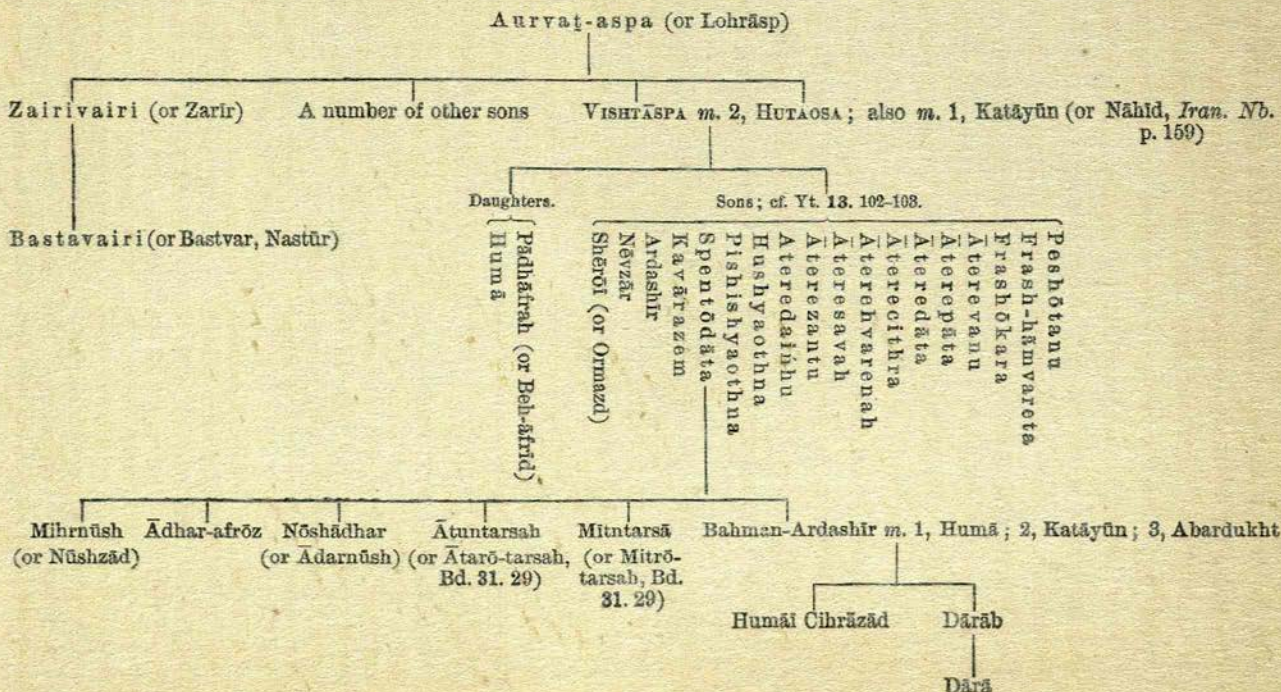 Aurvaṯ-aspa (or Lohrāsp)
Zairivairi (or Zarīr)
A number of other sons
VISHTĀSPA m. 2, HUTAOSA; also m. 1, Katāyūn (or Nāhīd, Iran. Nb.
p. 159)
Bastavairi (or Bastvar, Nastūr)
Daughters.
Sons; cf. Yt. 13. 102–103.
Humā
Pādhāfrah (or Beh-āfrīd)
Shērōī (or Ormazd)
Nēvzār
Ardashīr
Kavārazem
Spentōdāta
Pishishyaothna
Hushyaothna
Āteredaiṅhu
Āterezantu
Āteresavah
Āterehvarenah
Āterecithra
Āteredāta
Āterepāta
Āterevanu
Frashōkara
Frash-hāmvareta
Peshōtanu
Mihrnūsh
(or Nūshzād)
Ādhar-afrōz
Nōshādhar
(or Ādarnūsh)
Ātuntarsah
(or Ātarō-tarsah,
Bd. 31. 29)
Mitntarsā
(or Mitrō-
tarsah, Bd.
31. 29)
Bahman-Ardashīr m. 1, Humā; 2, Katāyūn; 3, Abardukht
Humāī Cihrāzād
Dārāb
Dārā